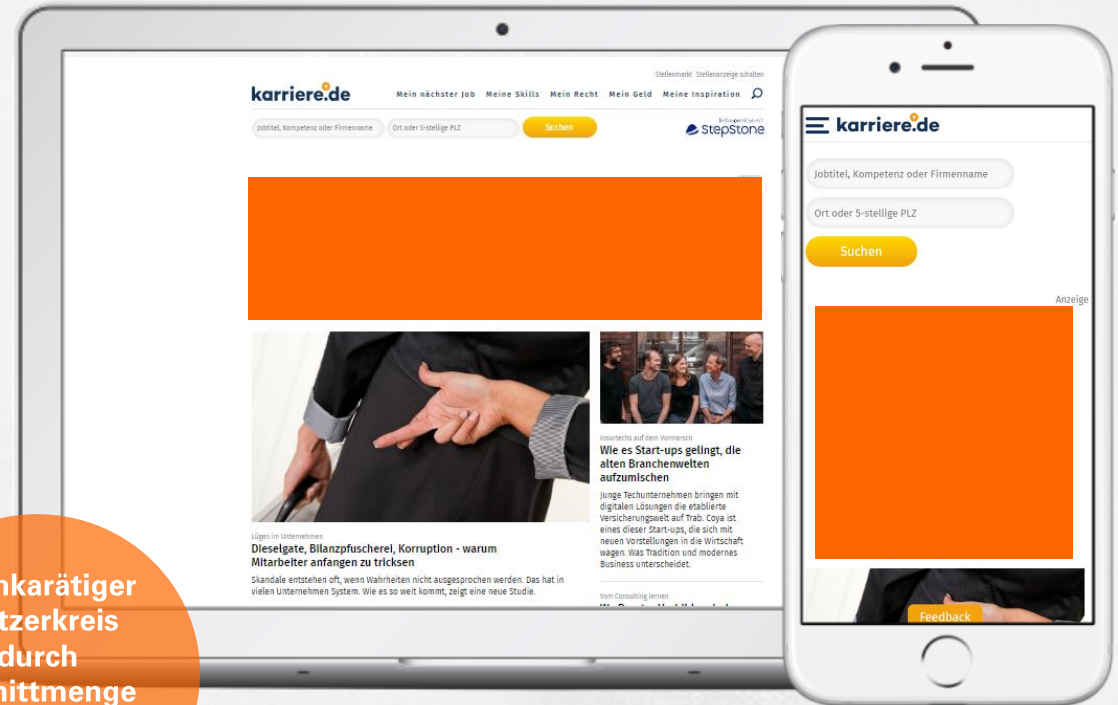 Stellenmarkt Stellenanzeige schalten
karriere.de
Mein nächster Job Meine Skills Mein Recht Mein Geld Meine Inspiration
Jobtitel, Kompetenz oder Firmenname
Ort oder 5-stellige PLZ
Suchen
In Kooperation mit
StepStone
Lügen im Unternehmen
Dieselgate, Bilanzpfuscherei, Korruption - warum
Mitarbeiter anfangen zu tricksen
Skandale entstehen oft, wenn Wahrheiten nicht ausgesprochen werden. Das hat in
vielen Unternehmen System. Wie es so weit kommt, zeigt eine neue Studie.
Insurtechs auf dem Vormarsch
Wie es Start-ups gelingt, die
alten Branchenwelten
aufzumischen
Junge Techunternehmen bringen mit
digitalen Lösungen die etablierte
Versicherungswelt auf Trab. Coya ist
eines dieser Start-ups, die sich mit
neuen Vorstellungen in die Wirtschaft
wagen. Was Tradition und modernes
Business unterscheidet.
Vom Consulting lernen
karriere.de
Jobtitel, Kompetenz oder Firmenname
Ort oder 5-stellige PLZ
Suchen
Anzeige
Feedback
hkarätiger
tzerkreis
durch
nittmenge